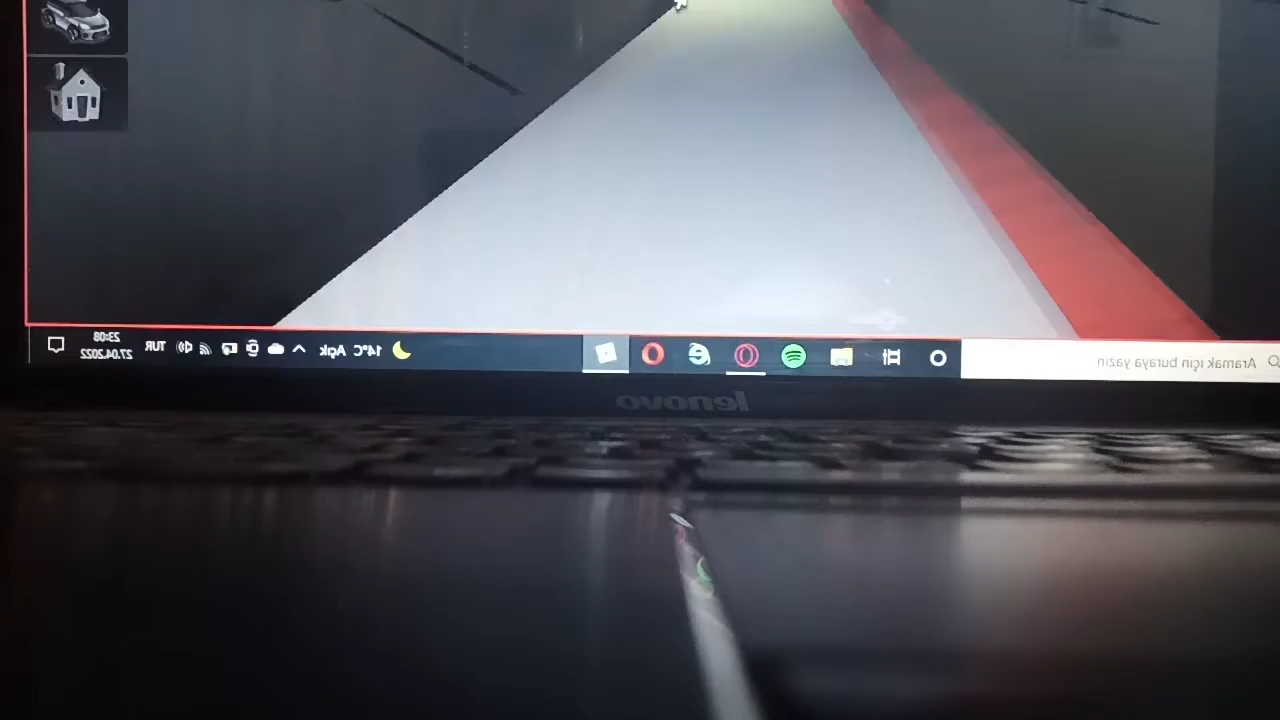 23:08
27.04.2022
TUR
14°C Açık
Aramak için buraya yazın
lenovo